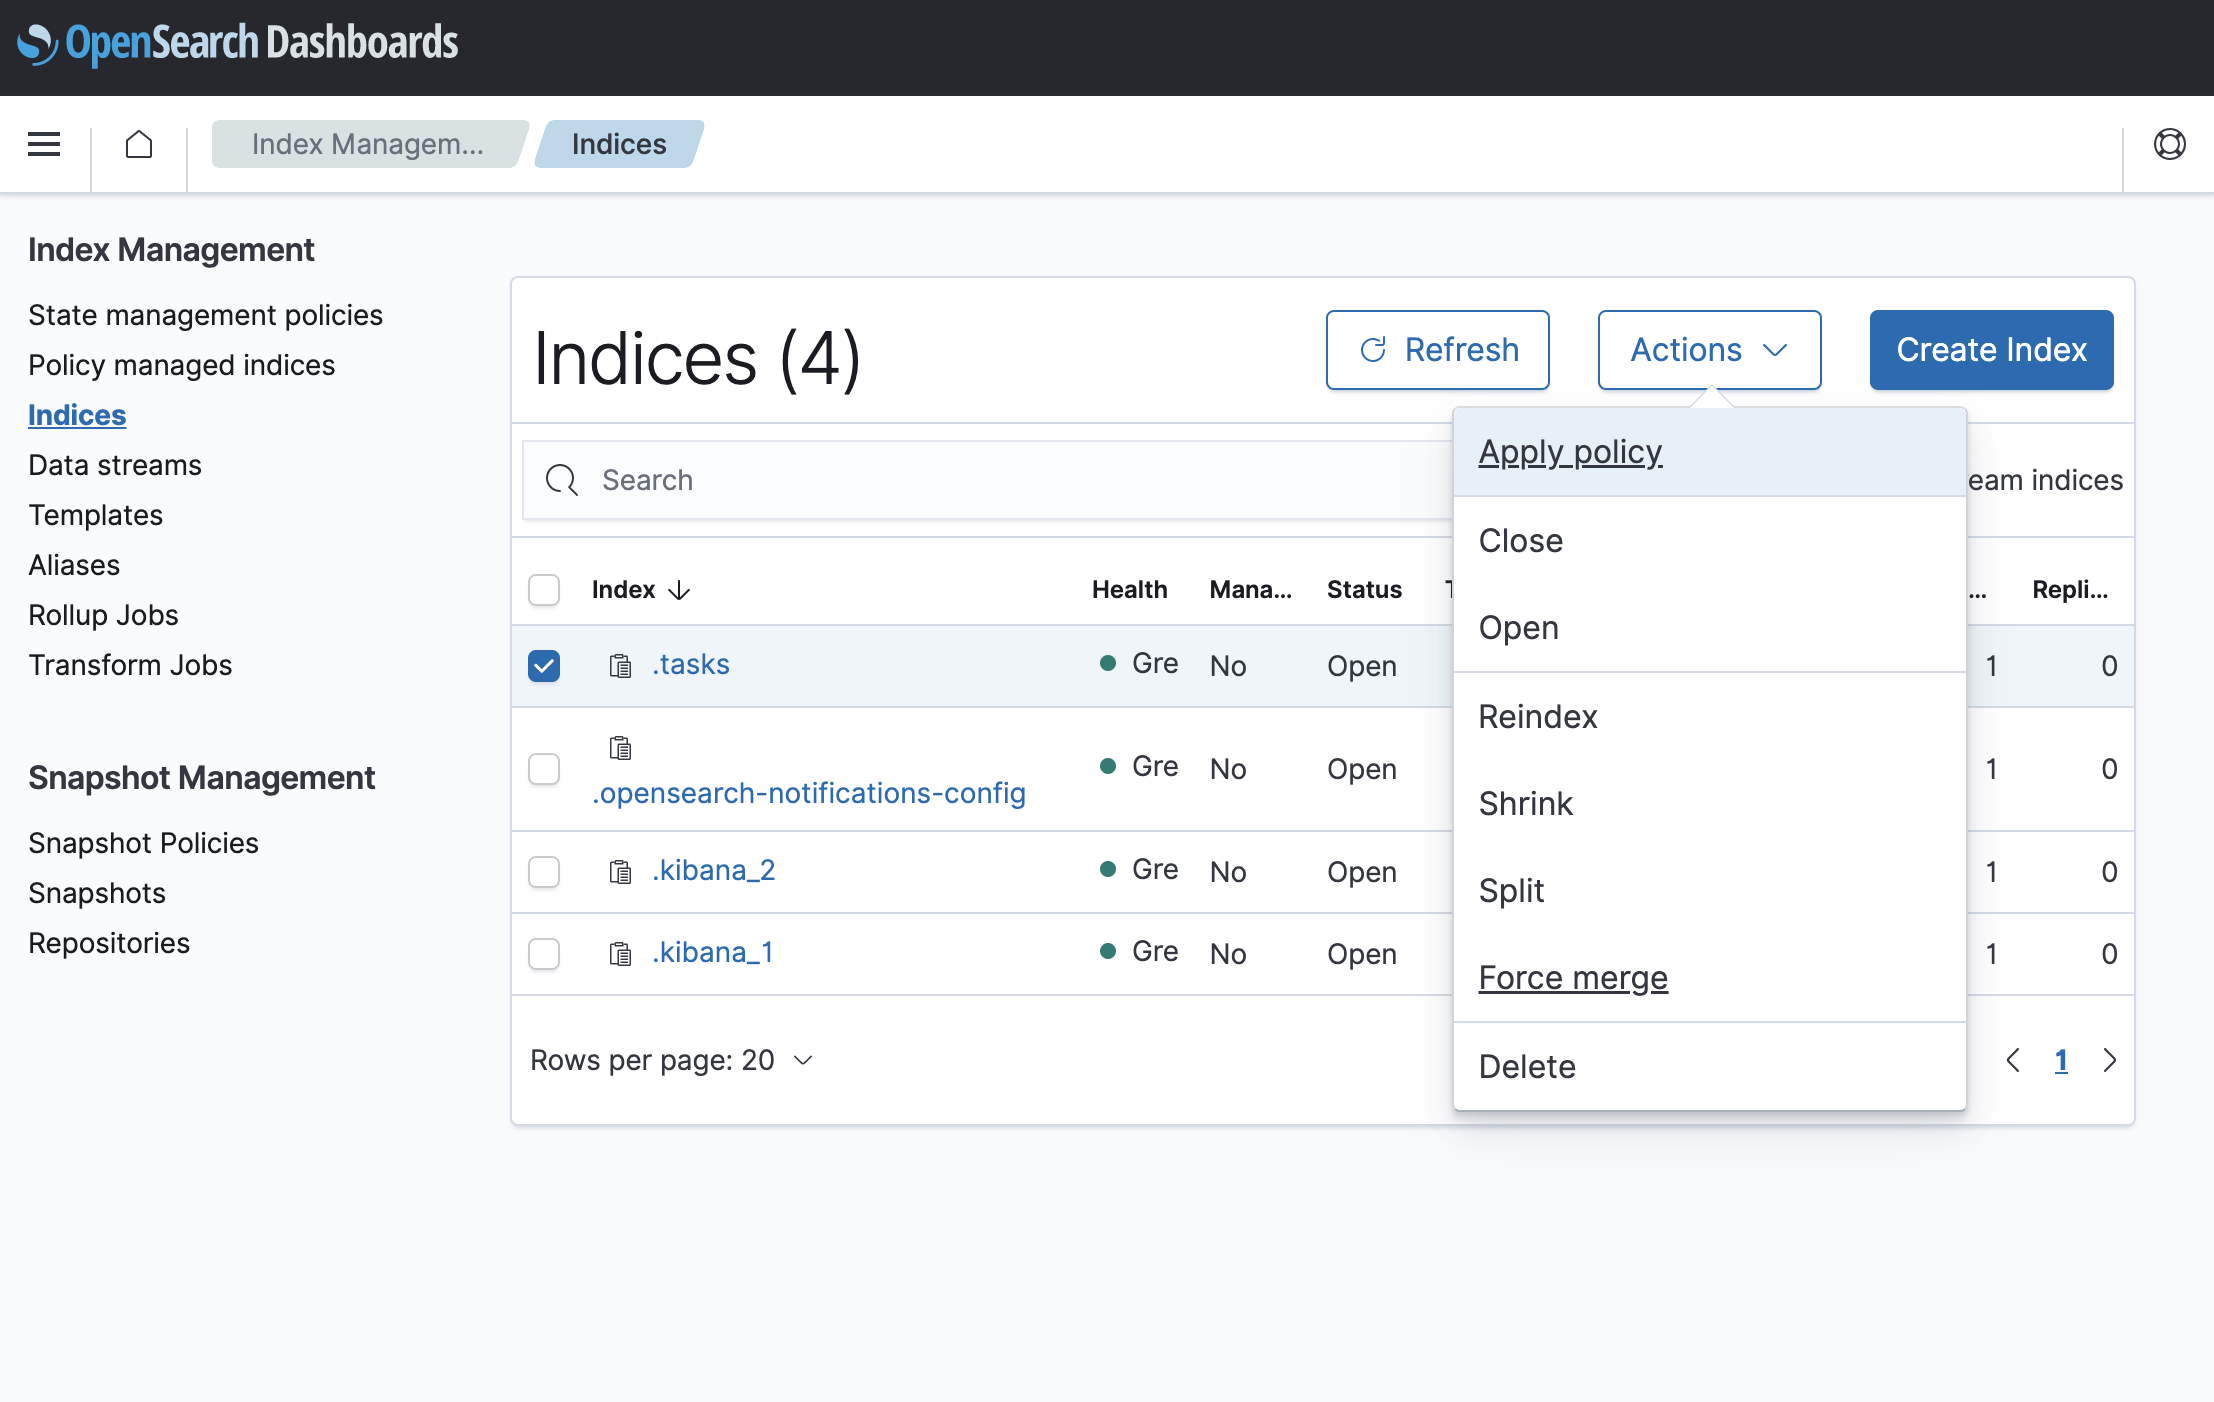 OpenSearch Dashboards
Index Managem...
Indices
Index Management
State management policies
Policy managed indices
Indices
Data streams
Templates
Aliases
Rollup Jobs
Transform Jobs
Snapshot Management
Snapshot Policies
Snapshots
Repositories
Indices (4)
Refresh
Actions
Create Index
Search
eam indices
Index Health Mana... Status ... Repli...
.tasks Gre No Open 1 0
.opensearch-notifications-config Gre No Open 1 0
.kibana_2 Gre No Open 1 0
.kibana_1 Gre No Open 1 0
Rows per page: 20
1
Apply policy
Close
Open
Reindex
Shrink
Split
Force merge
Delete